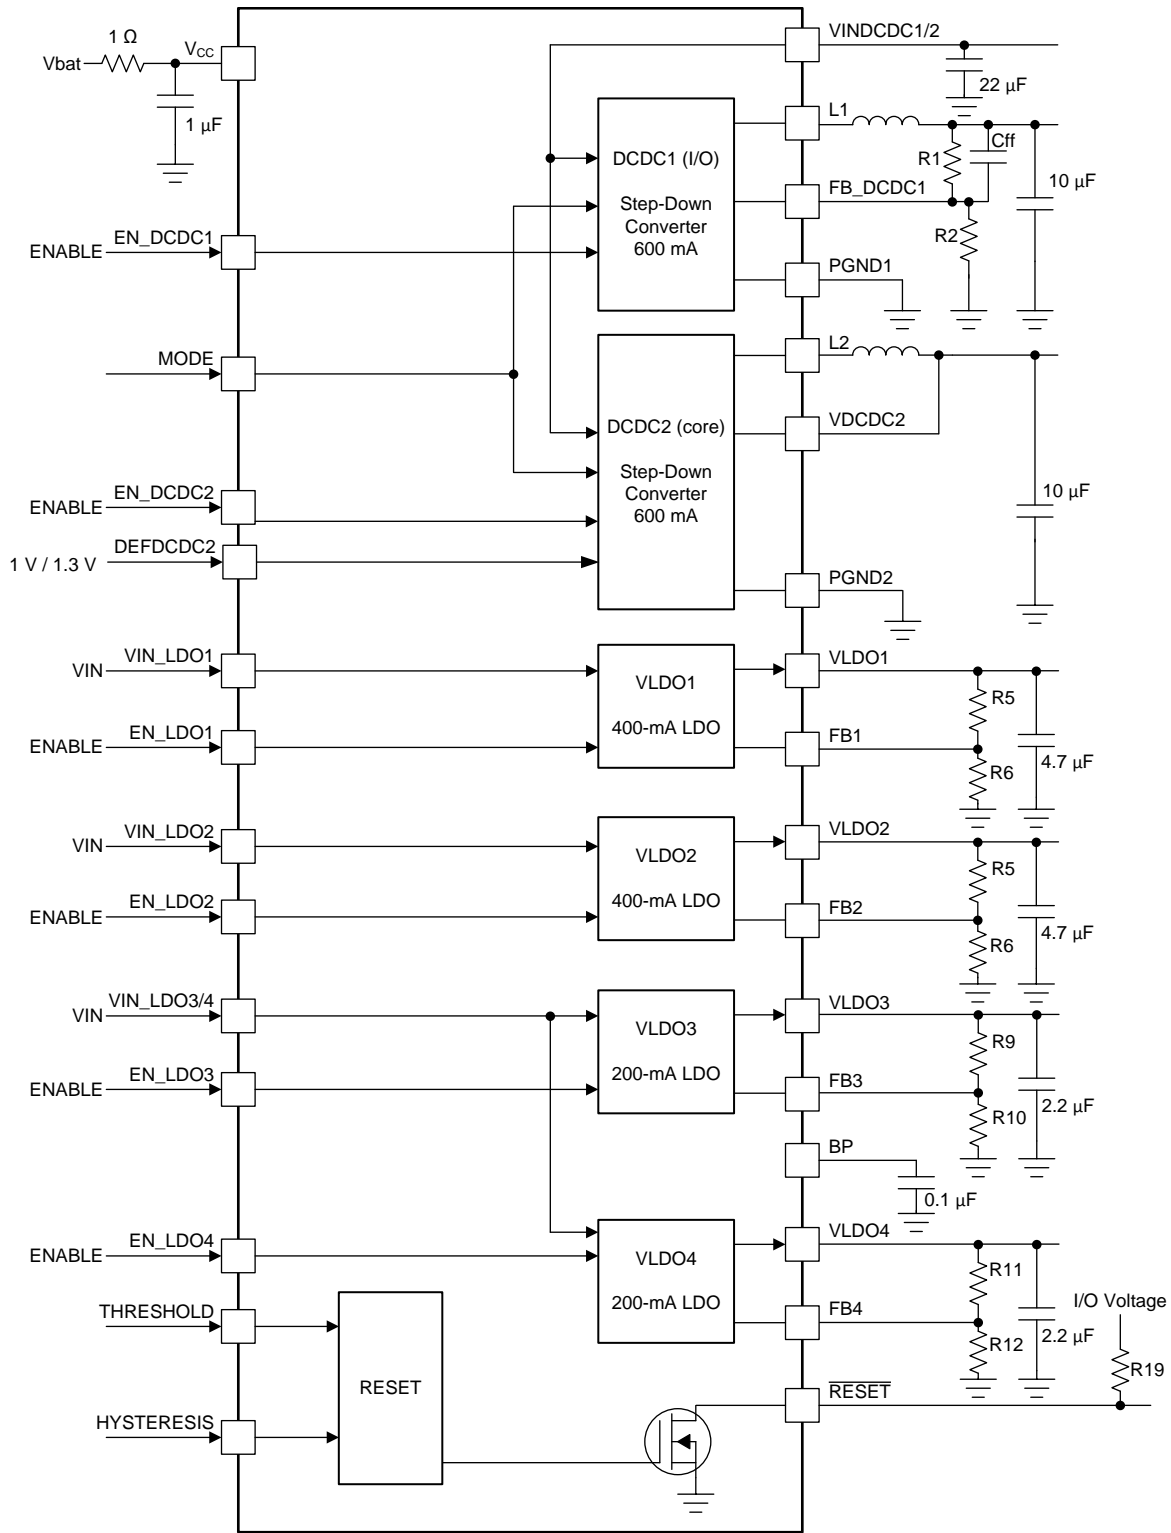 VINDCDC1/2
1 Ω
Vbat
VCC
1 µF
22 µF
L1
DCDC1 (I/O)
Step-Down
Converter
600 mA
R1
Cff
10 µF
FB_DCDC1
R2
ENABLE
EN_DCDC1
PGND1
L2
MODE
DCDC2 (core)
Step-Down
Converter
600 mA
VDCDC2
10 µF
ENABLE
EN_DCDC2
1 V / 1.3 V
DEFDCDC2
PGND2
VIN
VIN_LDO1
VLDO1
400-mA LDO
VLDO1
R5
ENABLE
EN_LDO1
FB1
R6
4.7 µF
VIN
VIN_LDO2
VLDO2
400-mA LDO
VLDO2
R5
ENABLE
EN_LDO2
FB2
R6
4.7 µF
VIN
VIN_LDO3/4
VLDO3
200-mA LDO
VLDO3
R9
ENABLE
EN_LDO3
FB3
R10
2.2 µF
BP
0.1 µF
ENABLE
EN_LDO4
VLDO4
200-mA LDO
VLDO4
R11
THRESHOLD
FB4
R12
2.2 µF
I/O Voltage
R19
RESET
RESET
HYSTERESIS